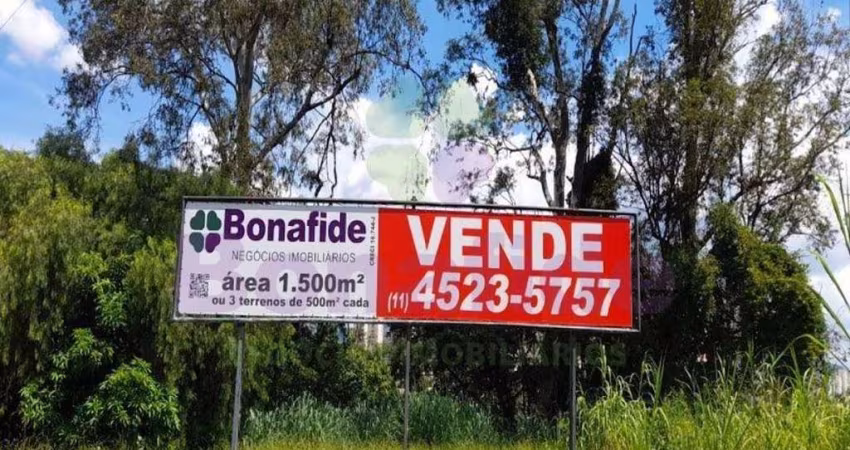 Bonafide
NEGÓCIOS IMOBILIÁRIOS
área 1.500m²
ou 3 terrenos de 500m² cada
VENDE
(11) 4523-5757